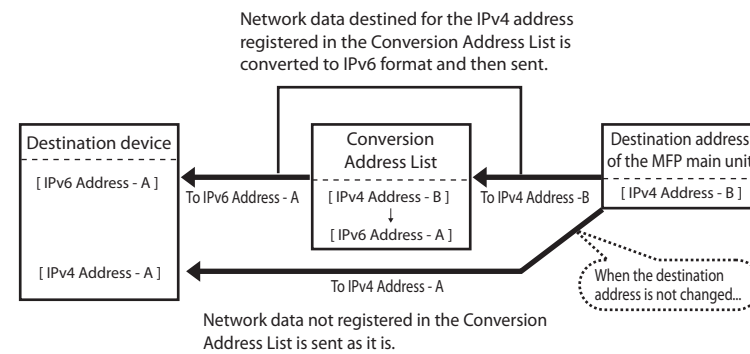 Network data destined for the IPv4 address
registered in the Conversion Address List is
converted to IPv6 format and then sent.
Destination device
[ IPv6 Address - A ]
[ IPv4 Address - A ]
To IPv6 Address - A
Conversion
Address List
[ IPv4 Address - B ]
↓
[ IPv6 Address - A ]
To IPv4 Address -B
Destination address
of the MFP main unit
[ IPv4 Address - B ]
To IPv4 Address - A
When the destination
address is not changed...
Network data not registered in the Conversion
Address List is sent as it is.